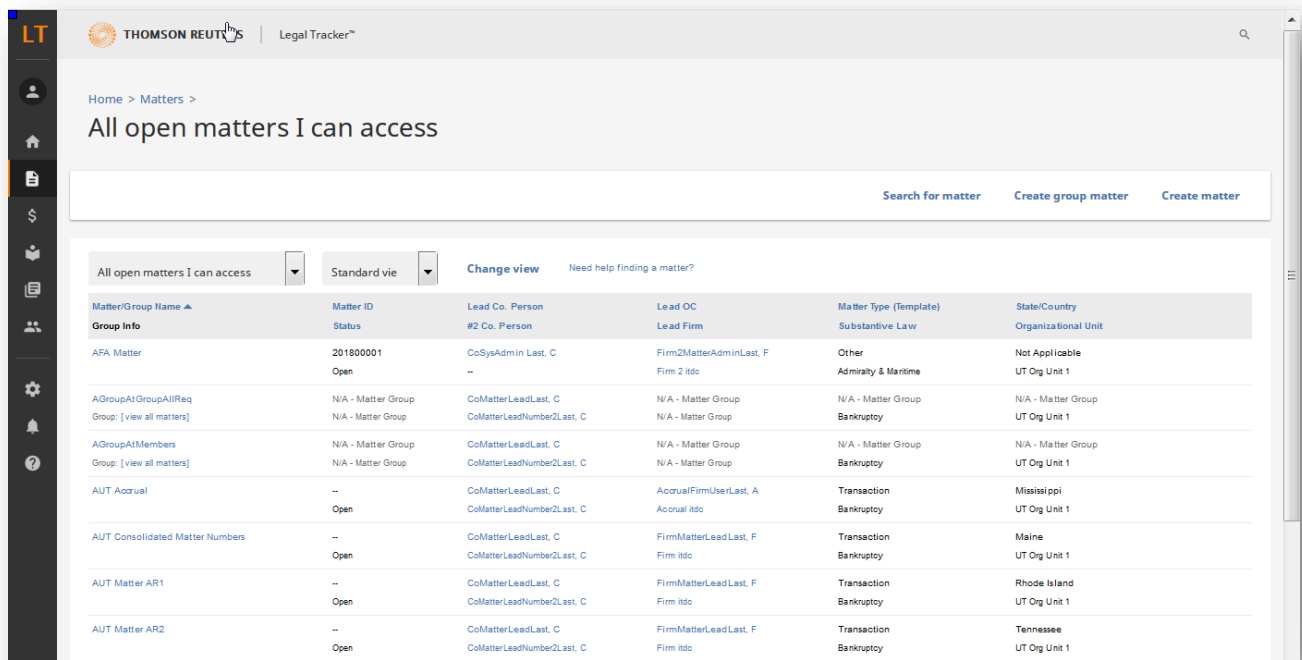 LT
THOMSON REUTERS Legal Tracker™
Home > Matters >
All open matters I can access
Search for matter Create group matter Create matter
All open matters I can access Standard vie Change view Need help finding a matter?
Matter/Group Name Matter ID Lead Co. Person Lead OC Matter Type (Template) State/Country
Group Info Status #2 Co. Person Lead Firm Substantive Law Organizational Unit
AFA Matter 201800001 CoSysAdmin Last, C Firm2MatterAdminLast, F Other Not Applicable
Open -- Firm 2 itdc Admiralty & Maritime UT Org Unit 1
AGroupAtGroupAllReq N/A - Matter Group CoMatterLeadLast, C N/A - Matter Group N/A - Matter Group N/A - Matter Group
Group: [ view all matters] N/A - Matter Group CoMatterLeadNumber2Last, C N/A - Matter Group Bankruptcy UT Org Unit 1
AGroupAtMembers N/A - Matter Group CoMatterLeadLast, C N/A - Matter Group N/A - Matter Group N/A - Matter Group
Group: [ view all matters] N/A - Matter Group CoMatterLeadNumber2Last, C N/A - Matter Group Bankruptcy UT Org Unit 1
AUT Accrual -- CoMatterLeadLast, C AccrualFirmUserLast, A Transaction Mississippi
Open CoMatterLeadNumber2Last, C Accrual itdc Bankruptcy UT Org Unit 1
AUT Consolidated Matter Numbers -- CoMatterLeadLast, C FirmMatterLeadLast, F Transaction Maine
Open CoMatterLeadNumber2Last, C Firm itdc Bankruptcy UT Org Unit 1
AUT Matter AR1 -- CoMatterLeadLast, C FirmMatterLeadLast, F Transaction Rhode Island
Open CoMatterLeadNumber2Last, C Firm itdc Bankruptcy UT Org Unit 1
AUT Matter AR2 -- CoMatterLeadLast, C FirmMatterLeadLast, F Transaction Tennessee
Open CoMatterLeadNumber2Last, C Firm itdc Bankruptcy UT Org Unit 1